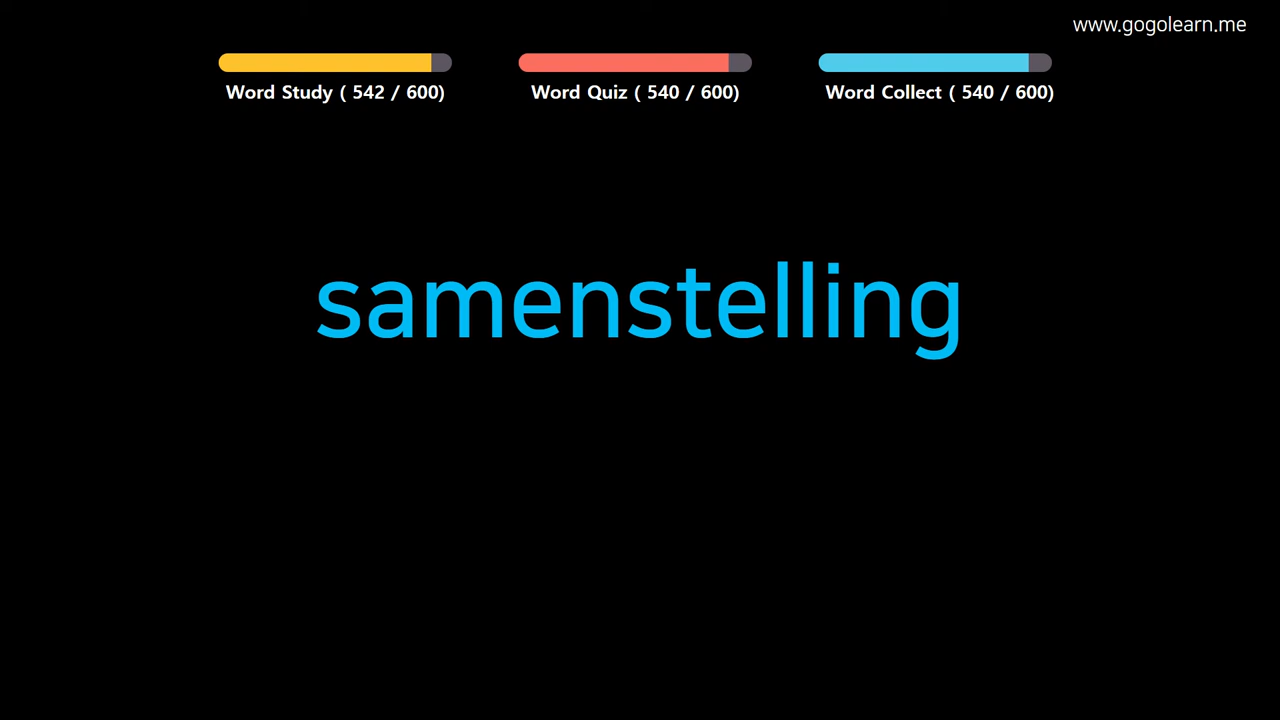 www.gogolearn.me
Word Study ( 542 / 600)
Word Quiz ( 540 / 600)
Word Collect ( 540 / 600)
samenstelling